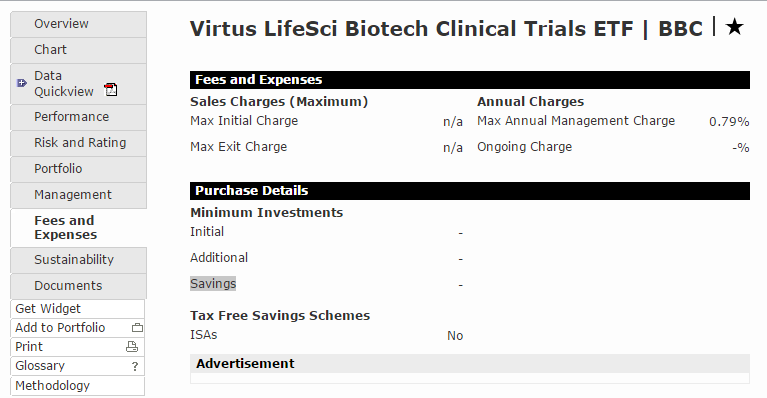 Overview
Chart
Data
Quickview
Performance
Risk and Rating
Portfolio
Management
Fees and
Expenses
Sustainability
Documents
Get Widget
Add to Portfolio
Print
Glossary ?
Methodology
Virtus LifeSci Biotech Clinical Trials ETF | BBC | ★
Fees and Expenses
Sales Charges (Maximum) Annual Charges
Max Initial Charge n/a Max Annual Management Charge 0.79%
Max Exit Charge n/a Ongoing Charge -%
Purchase Details
Minimum Investments
Initial -
Additional -
Savings -
Tax Free Savings Schemes
ISAs No
Advertisement